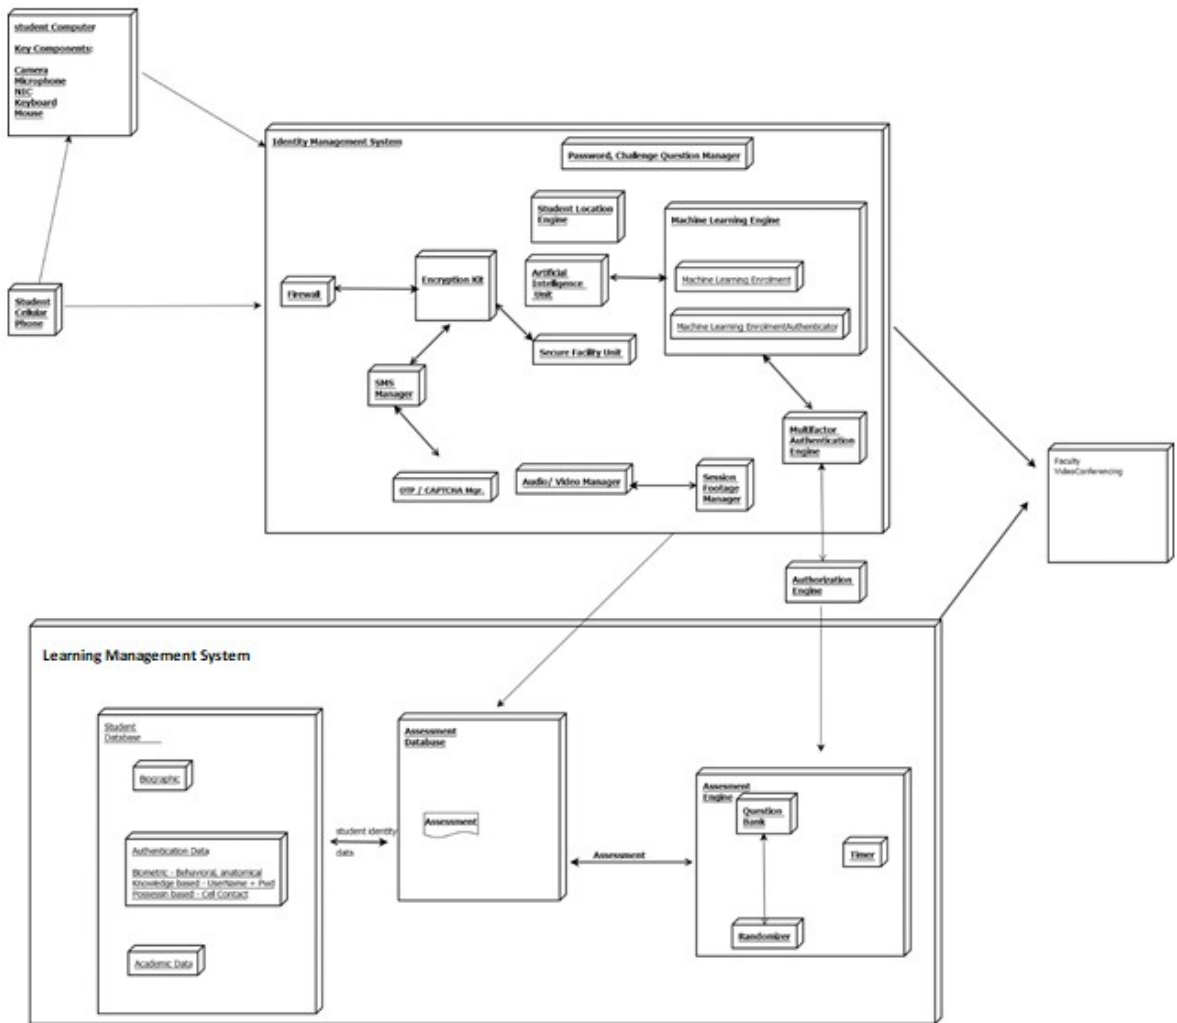 student Computer
Key Components:
Camera
Microphone
NIC
Keyboard
Mouse
Identity Management System
Password, Challenge Question Manager
Student Location
Engine
Machine Learning Engine
Encryption Kit
Artificial
Intelligence
Unit
Machine Learning Enrolment
Firewall
Student
Cellular
Phone
Machine Learning EnrolmentAuthenticator
Secure Facility Unit
SMS
Manager
Multifactor
Authentication
Engine
Faculty
VideoConferencing
OTP / CAPTCHA Mgr.
Audio/ Video Manager
Session
Footage
Manager
Authorization
Engine
Learning Management System
Student
Database
Biographic
Authentication Data
Biometric - Behavioral, anatomical
Knowledge based - UserName + Pwd
Possessin based - Cell Contact
Academic Data
student identity
data
Assessment
Database
Assessment
Assessment
Assesment
Engine
Question
Bank
Timer
Randomizer